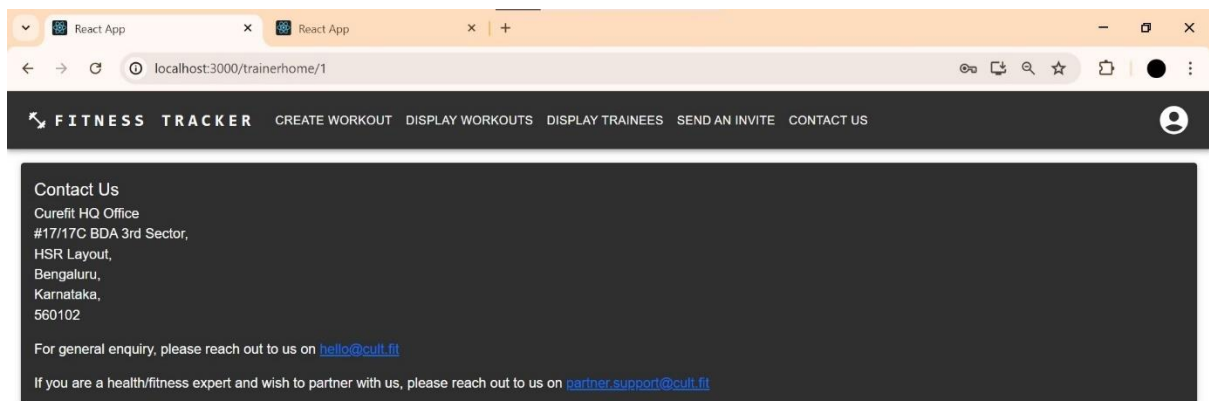 React App
React App
localhost:3000/trainerhome/1
FITNESS TRACKER CREATE WORKOUT DISPLAY WORKOUTS DISPLAY TRAINEES SEND AN INVITE CONTACT US
Contact Us
Curefit HQ Office
#17/17C BDA 3rd Sector,
HSR Layout,
Bengaluru,
Karnataka,
560102
For general enquiry, please reach out to us on hello@cult.fit
If you are a health/fitness expert and wish to partner with us, please reach out to us on partner.support@cult.fit